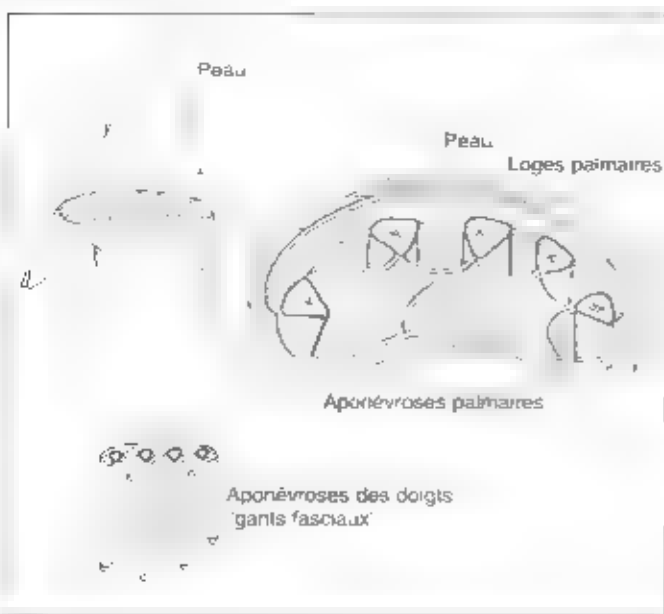 Peau
Peau
Loges palmaires
Aponévroses palmaires
Aponévroses des doigts
'gants fasciaux'